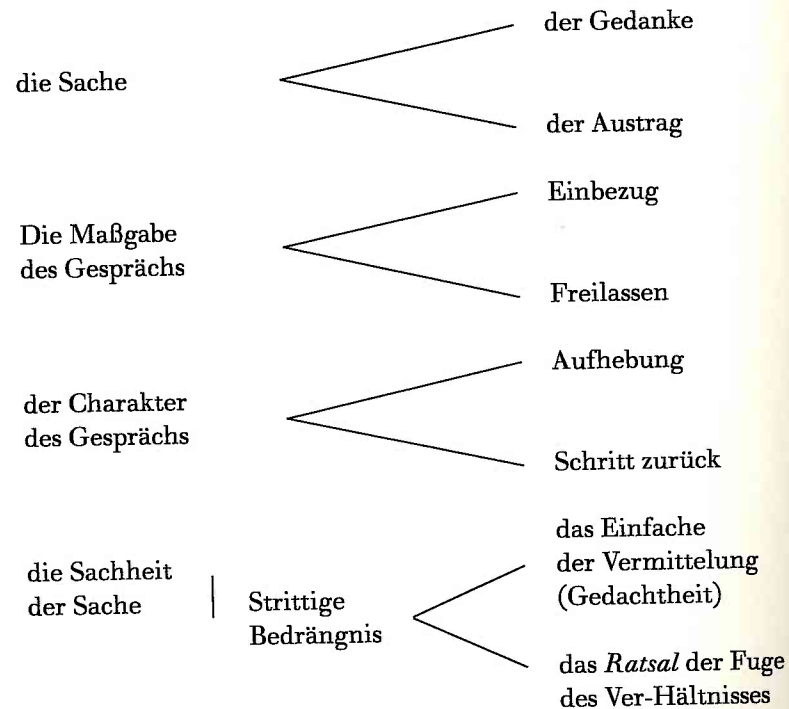 der Gedanke
die Sache
der Austrag
Einbezug
Die Maßgabe
des Gesprächs
Freilassen
Aufhebung
der Charakter
des Gesprächs
Schritt zurück
das Einfache
der Vermittelung
(Gedachtheit)
die Sachheit
der Sache
Strittige
Bedrängnis
das Ratsal der Fuge
des Ver-Hältnisses